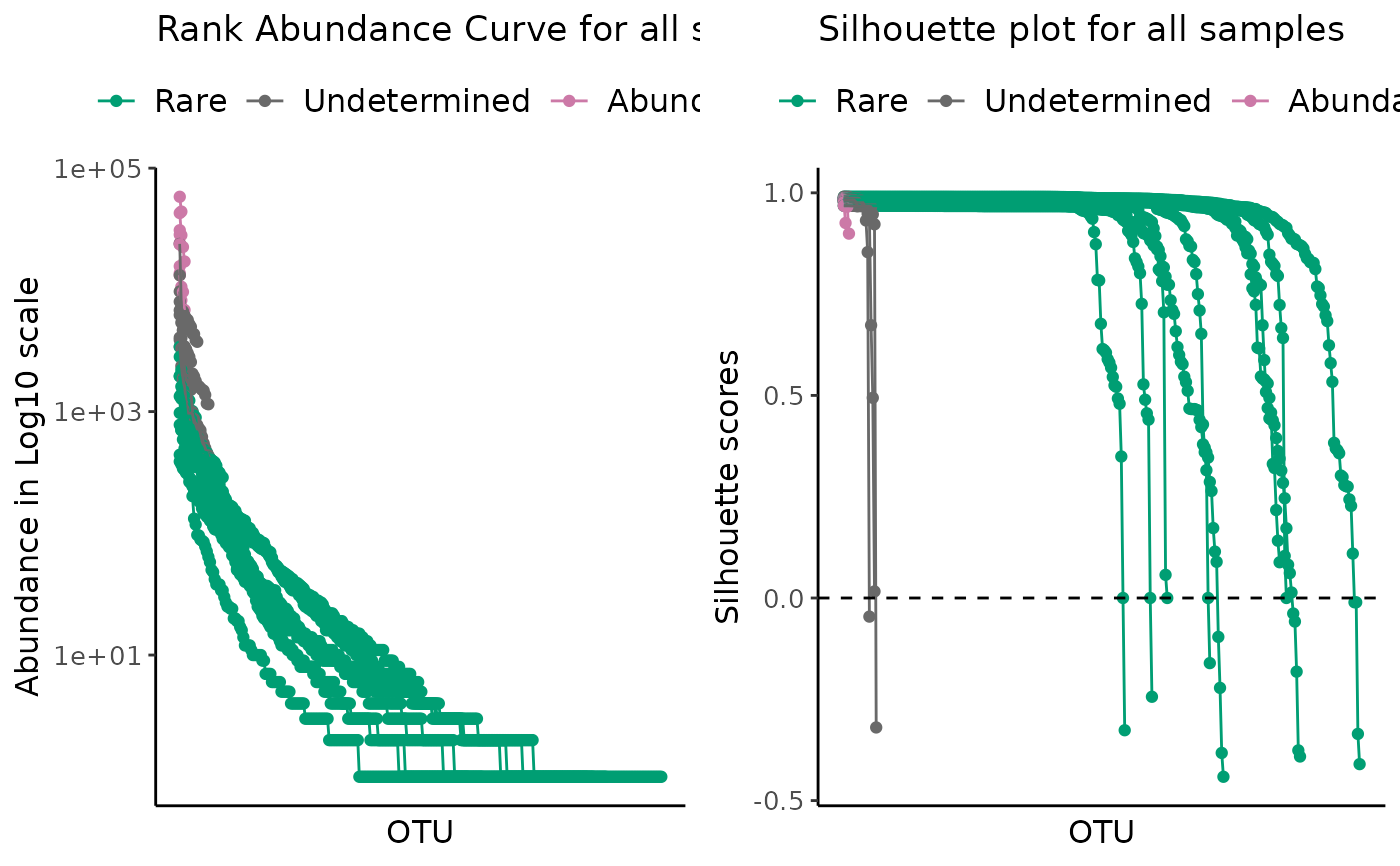 Rank Abundance Curve for all s
Rare Undetermined Abund
1e+05
1e+03
1e+01
Abundance in Log10 scale
OTU
Silhouette plot for all samples
Rare Undetermined Abunda
1.0
0.5
0.0
-0.5
Silhouette scores
OTU